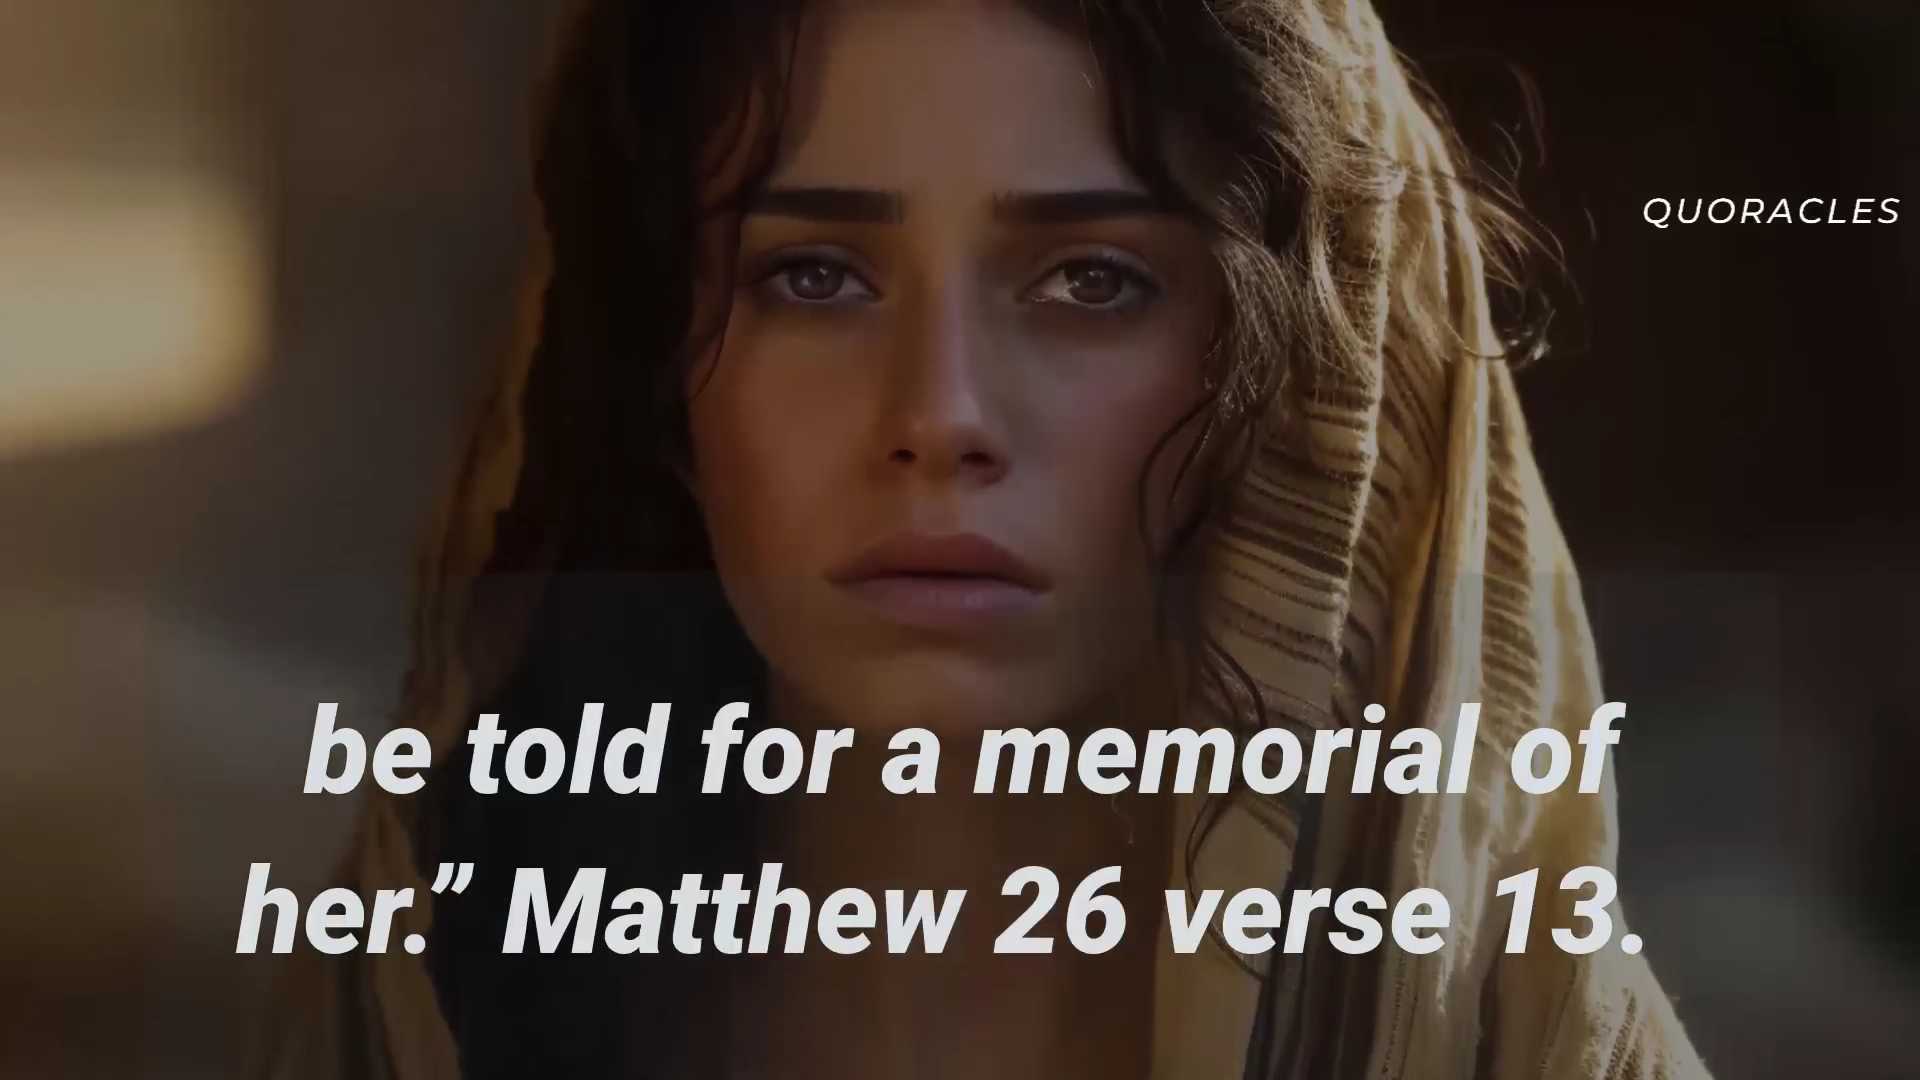 QUORACLES
be told for a memorial of
her.” Matthew 26 verse 13.